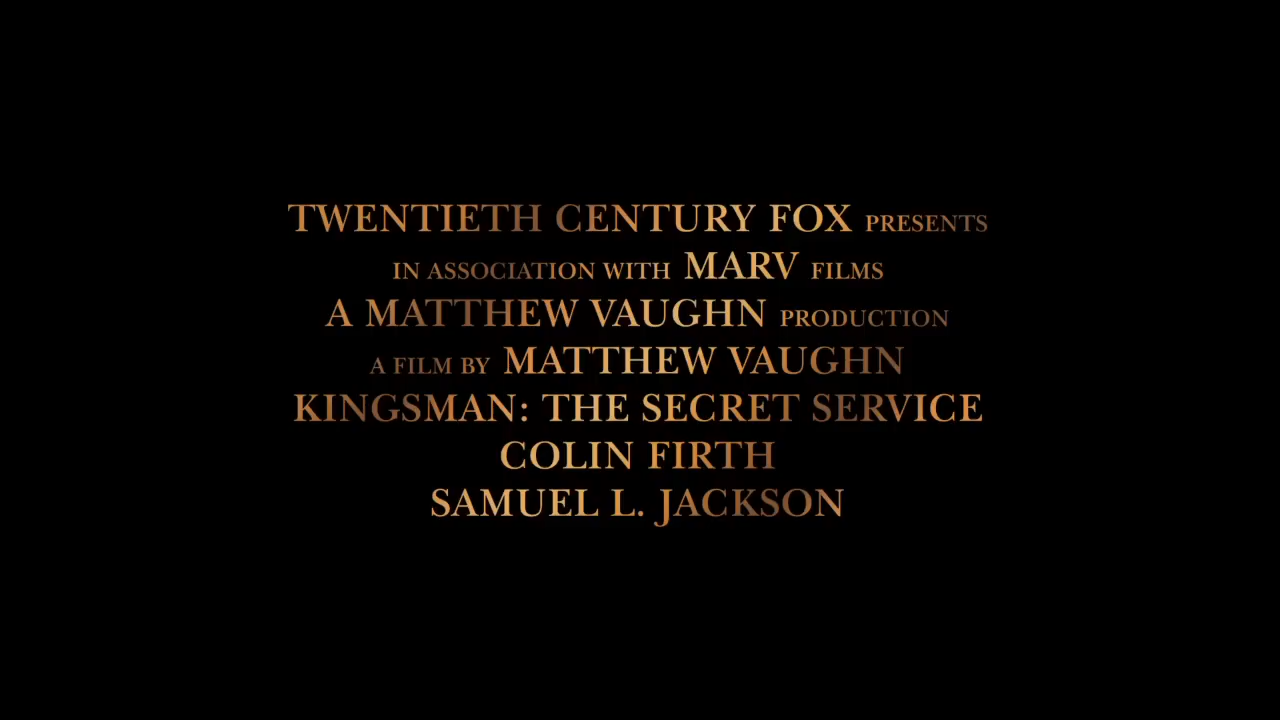 TWENTIETH CENTURY FOX PRESENTS
IN ASSOCIATION WITH MARV FILMS
A MATTHEW VAUGHN PRODUCTION
A FILM BY MATTHEW VAUGHN
KINGSMAN: THE SECRET SERVICE
COLIN FIRTH
SAMUEL L. JACKSON